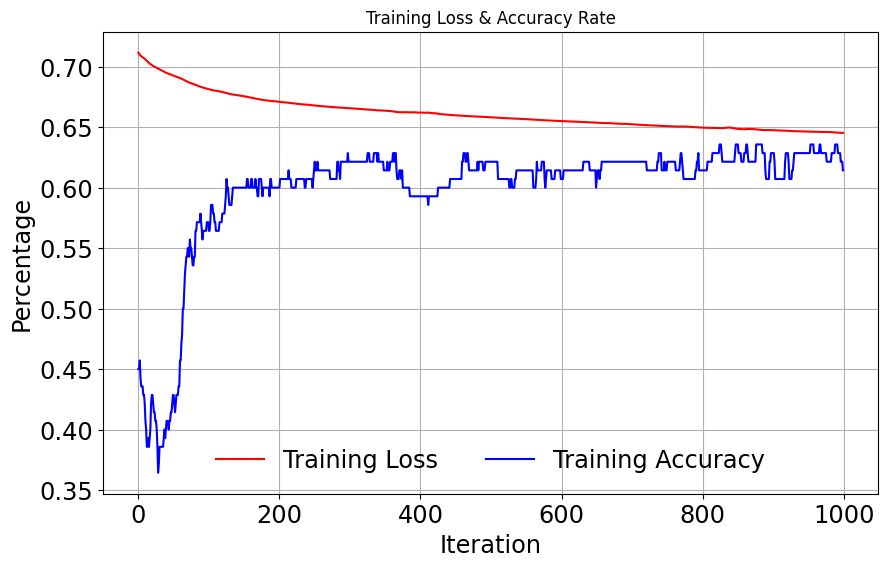 Training Loss & Accuracy Rate
Percentage
0.70
0.65
0.60
0.55
0.50
0.45
0.40
0.35
Training Loss
Training Accuracy
0
200
400
600
800
1000
Iteration